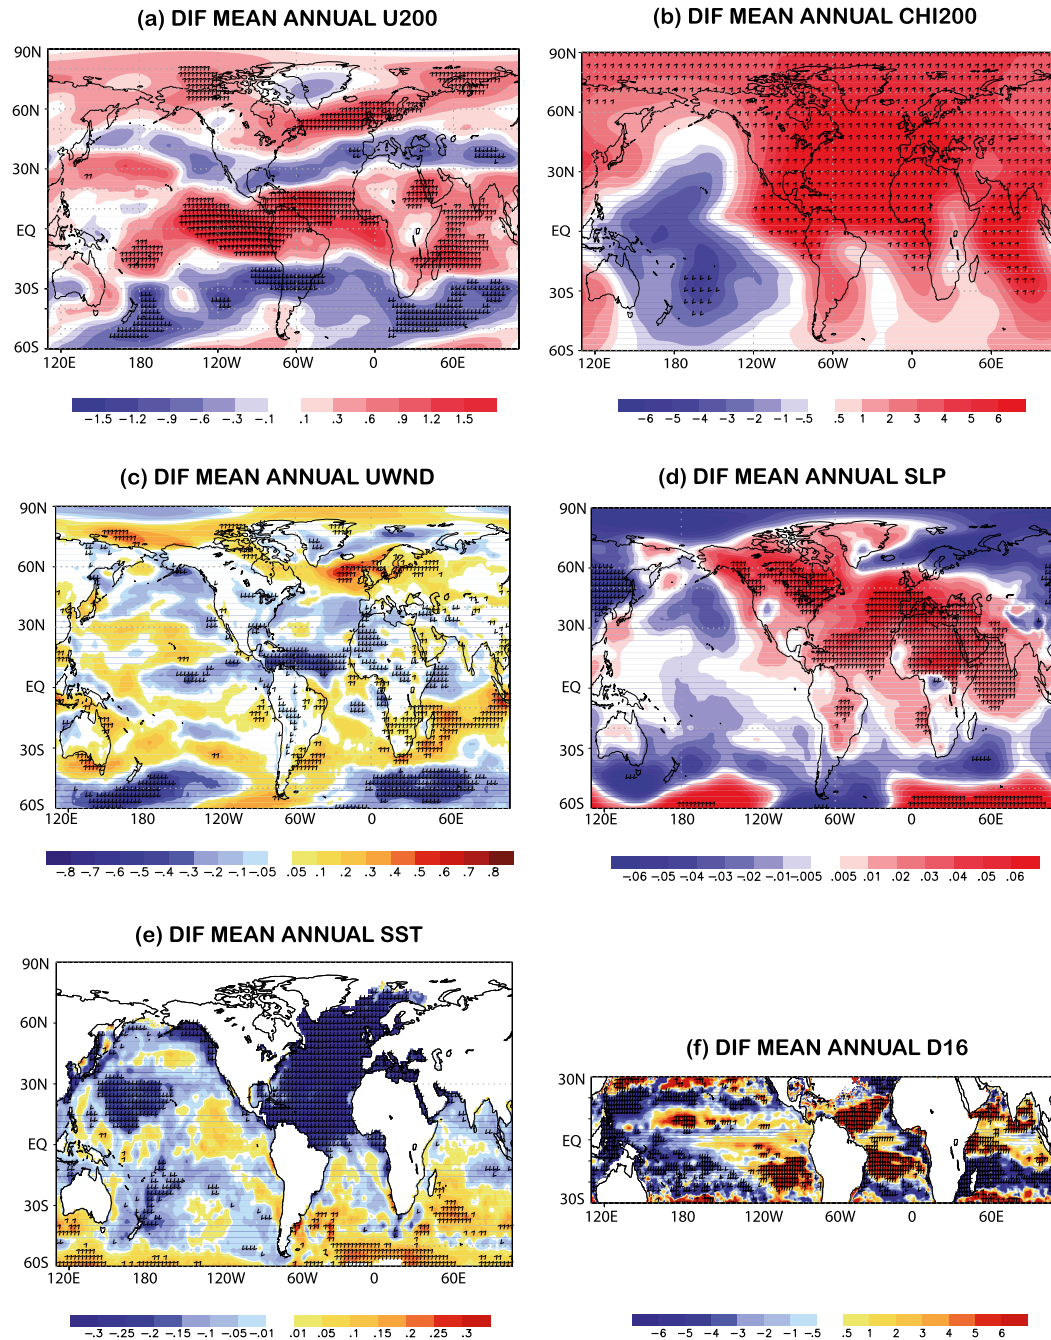 (a) DIF MEAN ANNUAL U200
(b) DIF MEAN ANNUAL CHI200
90N
60N
30N
EQ
30S
60S
120E 180 120W 60W 0 60E
-1.5 -1.2 -.9 -.6 -.3 -.1 .1 .3 .6 .9 1.2 1.5
90N
60N
30N
EQ
30S
60S
120E 180 120W 60W 0 60E
-6 -5 -4 -3 -2 -1 -.5 .5 1 2 3 4 5 6
(c) DIF MEAN ANNUAL UWND
(d) DIF MEAN ANNUAL SLP
90N
60N
30N
EQ
30S
60S
120E 180 120W 60W 0 60E
-.8 -.7 -.6 -.5 -.4 -.3 -.2 -.1 -.05 .05 .1 .2 .3 .4 .5 .6 .7 .8
90N
60N
30N
EQ
30S
60S
120E 180 120W 60W 0 60E
-.06 -.05 -.04 -.03 -.02 -.01 -.005 .005 .01 .02 .03 .04 .05 .06
(e) DIF MEAN ANNUAL SST
90N
60N
30N
EQ
30S
60S
120E 180 120W 60W 0 60E
-.3 -.25 -.2 -.15 -.1 -.05 -.01 .01 .05 .1 .15 .2 .25 .3
(f) DIF MEAN ANNUAL D16
30N
EQ
30S
120E 180 120W 60W 0 60E
-6 -5 -4 -3 -2 -1 -.5 .5 1 2 3 4 5 6